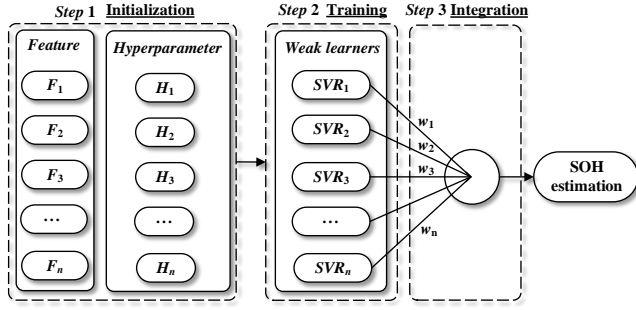 Step 1 Initialization
Step 2 Training
Step 3 Integration
Feature
Hyperparameter
Weak learners
F1
H1
SVR1
F2
H2
SVR2
F3
H3
SVR3
...
...
...
Fn
Hn
SVRn
w1
w2
w3
wn
SOH
estimation